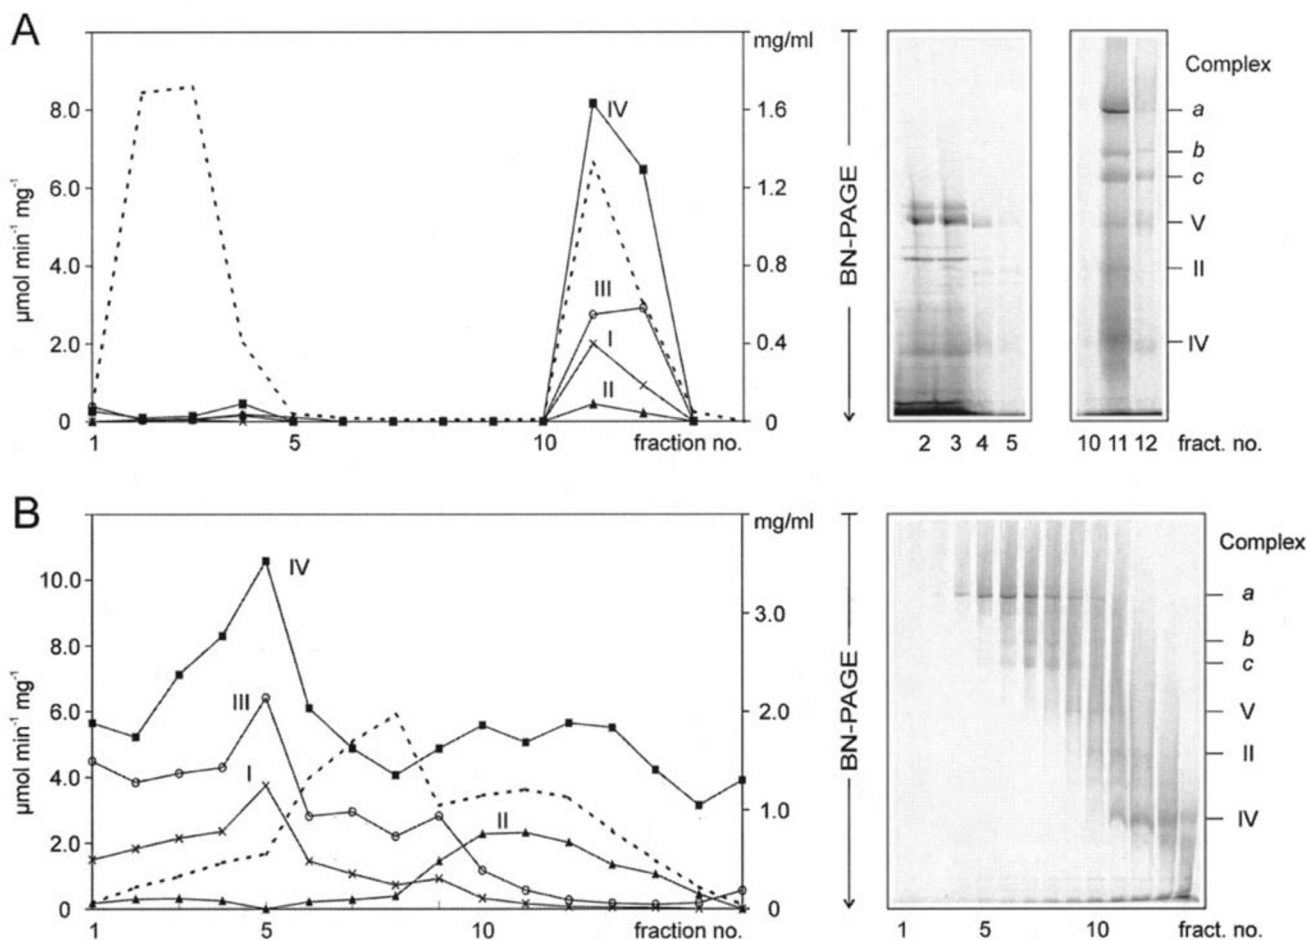 A
mg/ml
8.0
6.0
4.0
2.0
0
µmol min⁻¹ mg⁻¹
1.6
1.2
0.8
0.4
0
IV
III
I
II
1 5 10 fraction no.
BN-PAGE
Complex
a
b
c
V
II
IV
2 3 4 5
10 11 12 fract. no.
B
mg/ml
10.0
8.0
6.0
4.0
2.0
0
µmol min⁻¹ mg⁻¹
3.0
2.0
1.0
0
IV
III
I
II
1 5 10 fraction no.
BN-PAGE
Complex
a
b
c
V
II
IV
1 5 10 fract. no.